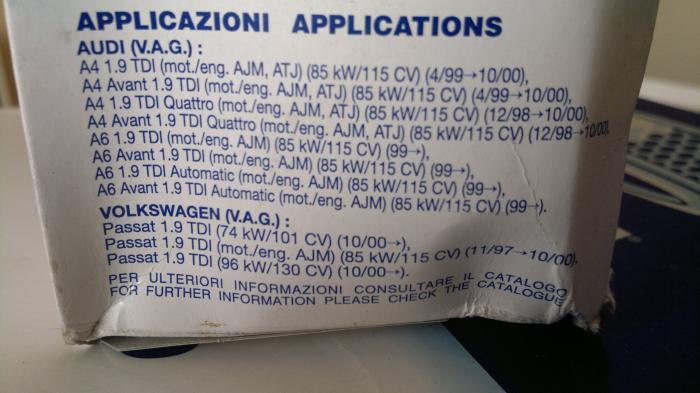 APPLICAZIONI APPLICATIONS
AUDI (V.A.G.) :
A4 1.9 TDI (mot./eng. AJM, ATJ) (85 kW/115 CV) (4/99→10/00),
A4 Avant 1.9 TDI (mot./eng. AJM, ATJ) (85 kW/115 CV) (4/99→10/00),
A4 1.9 TDI Quattro (mot./eng. AJM, ATJ) (85 kW/115 CV) (12/98→10/00),
A4 Avant 1.9 TDI Quattro (mot./eng. AJM, ATJ) (85 kW/115 CV) (12/98→10/00),
A6 1.9 TDI (mot./eng. AJM) (85 kW/115 CV) (99→),
A6 Avant 1.9 TDI (mot./eng. AJM) (85 kW/115 CV) (99→),
A6 1.9 TDI Automatic (mot./eng. AJM) (85 kW/115 CV) (99→),
A6 Avant 1.9 TDI Automatic (mot./eng. AJM) (85 kW/115 CV) (99→).
VOLKSWAGEN (V.A.G.) :
Passat 1.9 TDI (74 kW/101 CV) (10/00→),
Passat 1.9 TDI (mot./eng. AJM) (85 kW/115 CV) (11/97→10/00),
Passat 1.9 TDI (96 kW/130 CV) (10/00→).
PER ULTERIORI INFORMAZIONI CONSULTARE IL CATALOGO
FOR FURTHER INFORMATION PLEASE CHECK THE CATALOGUE